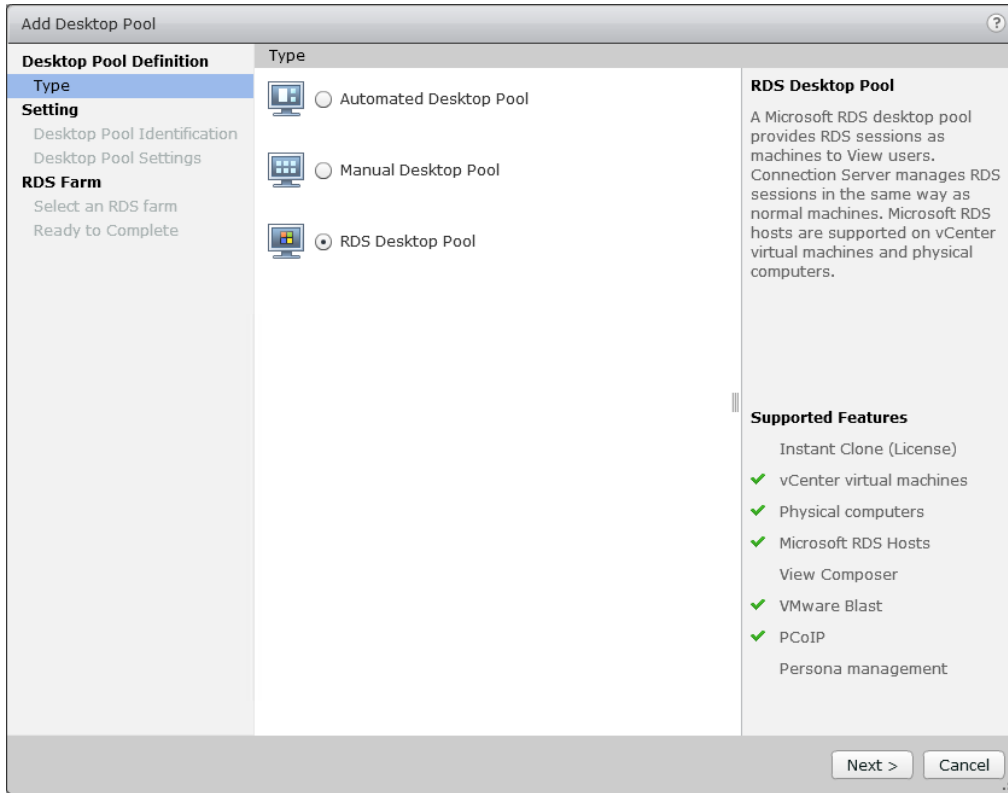 Add Desktop Pool
?
Desktop Pool Definition
Type
Setting
Desktop Pool Identification
Desktop Pool Settings
RDS Farm
Select an RDS farm
Ready to Complete
Type
Automated Desktop Pool
Manual Desktop Pool
RDS Desktop Pool
RDS Desktop Pool
A Microsoft RDS desktop pool
provides RDS sessions as
machines to View users.
Connection Server manages RDS
sessions in the same way as
normal machines. Microsoft RDS
hosts are supported on vCenter
virtual machines and physical
computers.
Supported Features
Instant Clone (License)
vCenter virtual machines
Physical computers
Microsoft RDS Hosts
View Composer
VMware Blast
PCoIP
Persona management
Next >
Cancel